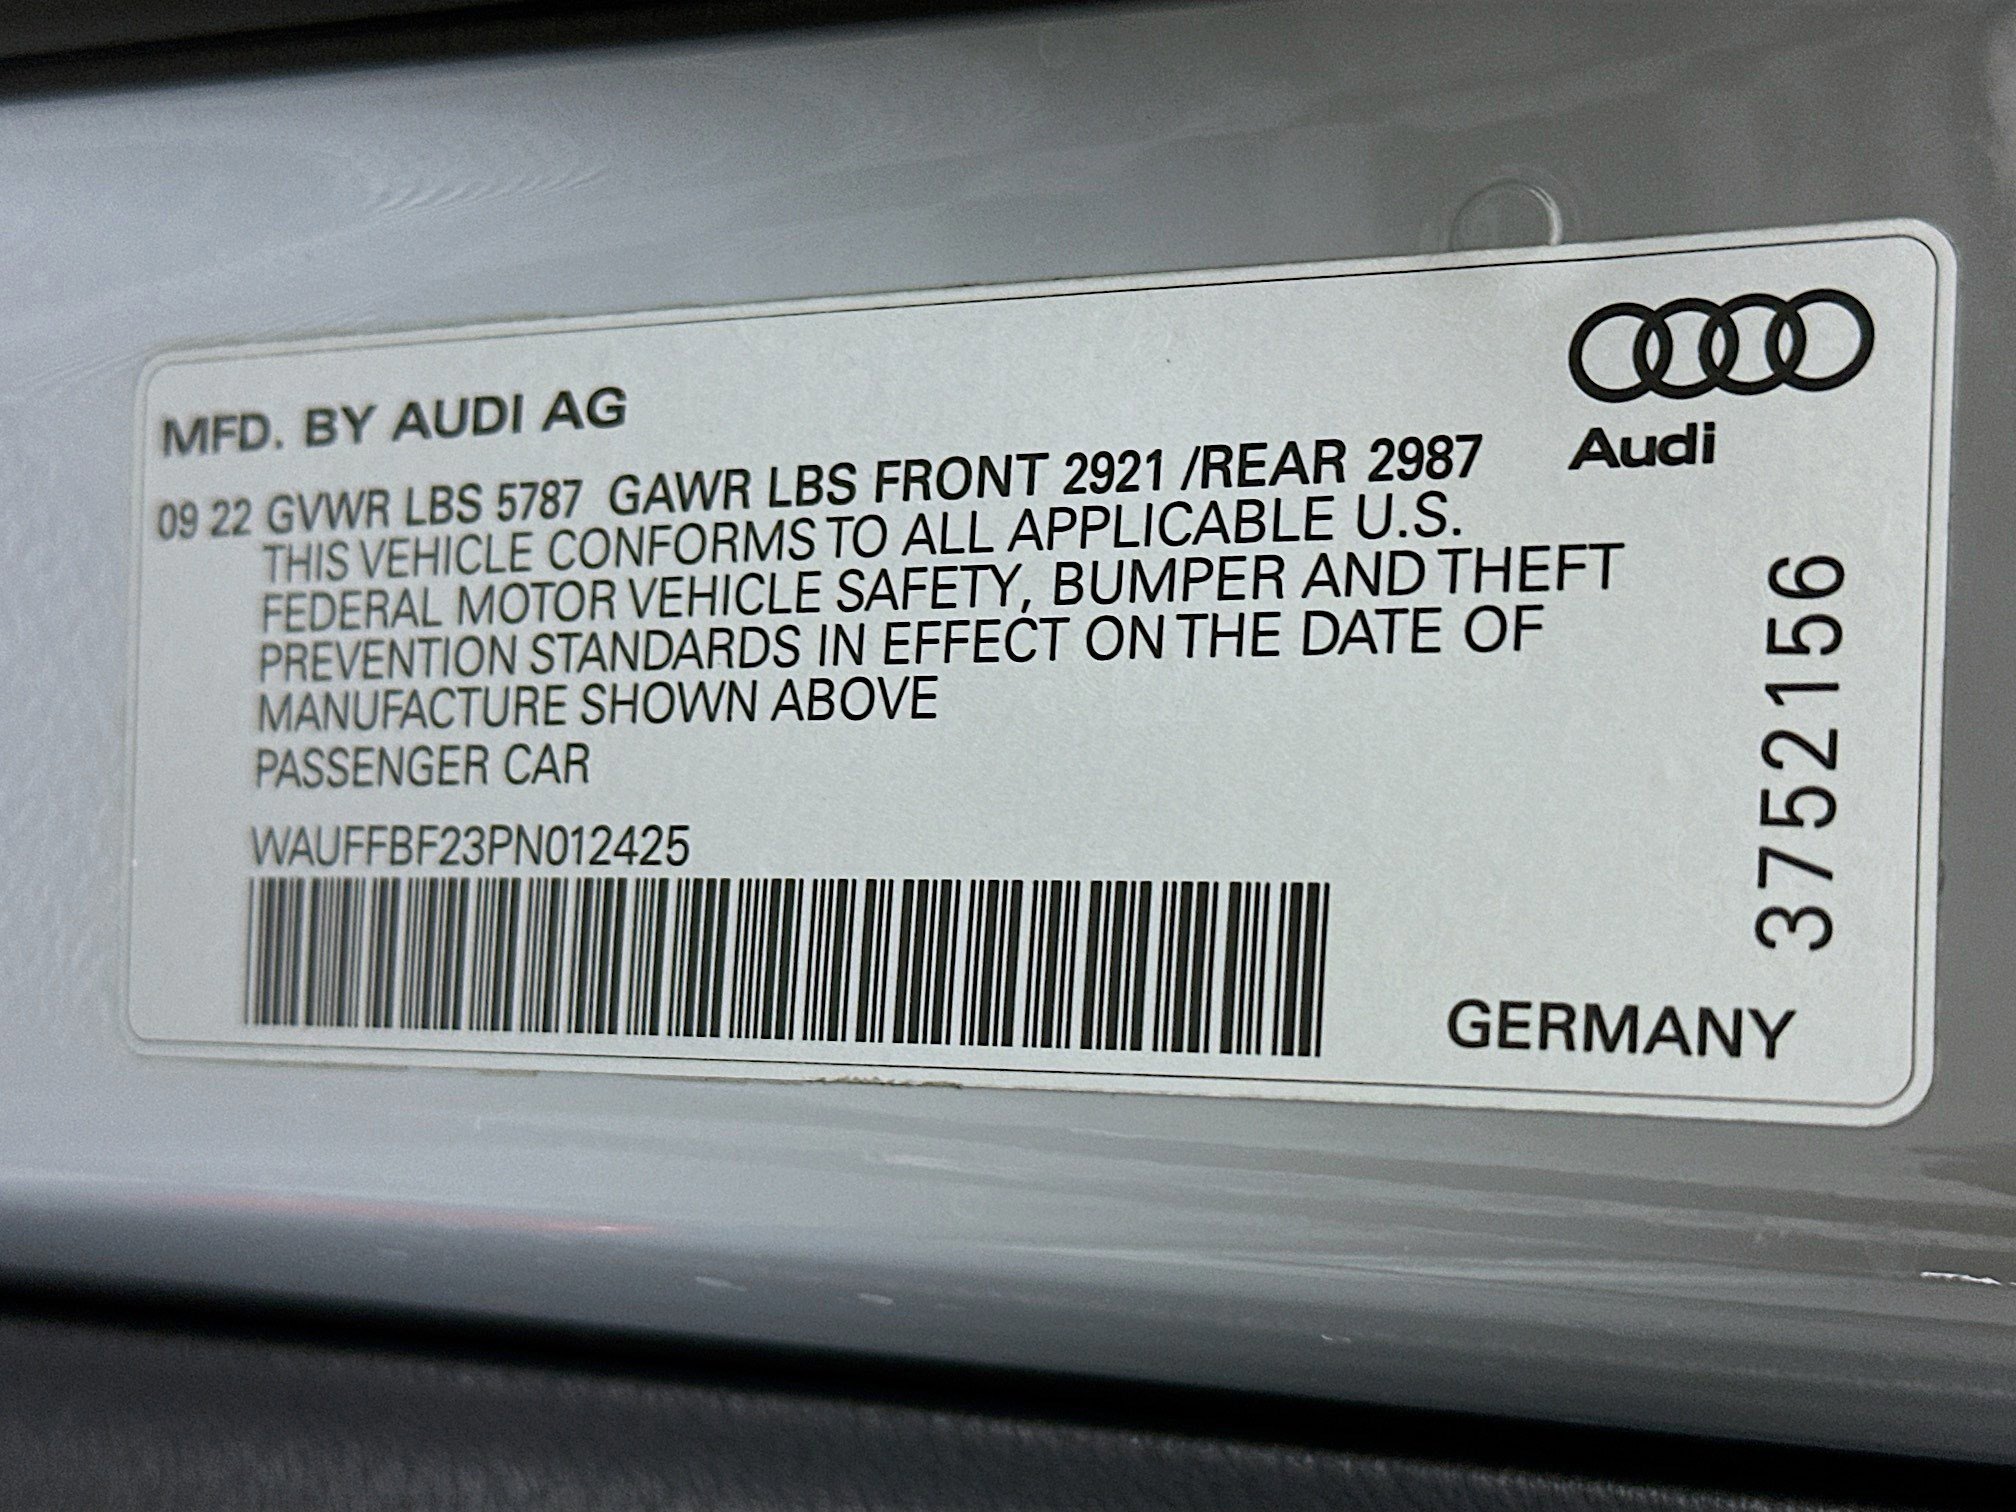 MFD. BY AUDI AG
Audi
09 22 GVWR LBS 5787 GAWR LBS FRONT 2921 /REAR 2987
THIS VEHICLE CONFORMS TO ALL APPLICABLE U.S.
FEDERAL MOTOR VEHICLE SAFETY, BUMPER AND THEFT
PREVENTION STANDARDS IN EFFECT ON THE DATE OF
MANUFACTURE SHOWN ABOVE
PASSENGER CAR
WAUFFBF23PN012425
GERMANY
3752156